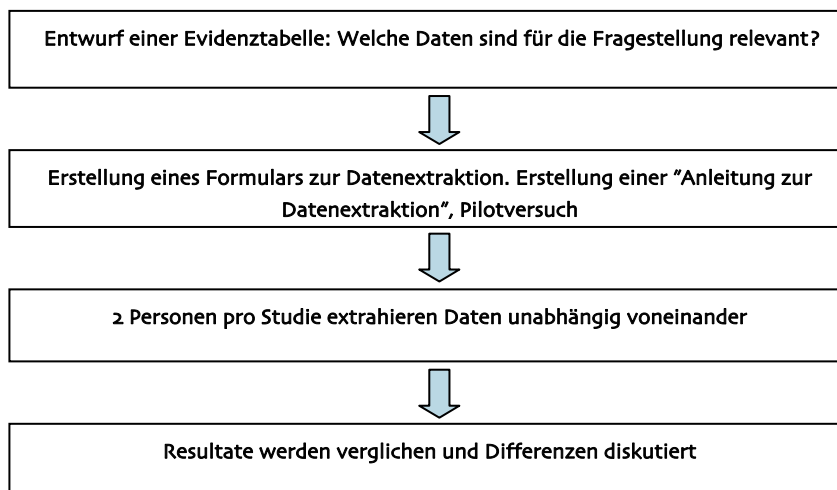 Entwurf einer Evidenztabelle: Welche Daten sind für die Fragestellung relevant?
Erstellung eines Formulars zur Datenextraktion. Erstellung einer "Anleitung zur
Datenextraktion", Pilotversuch
2 Personen pro Studie extrahieren Daten unabhängig voneinander
Resultate werden verglichen und Differenzen diskutiert